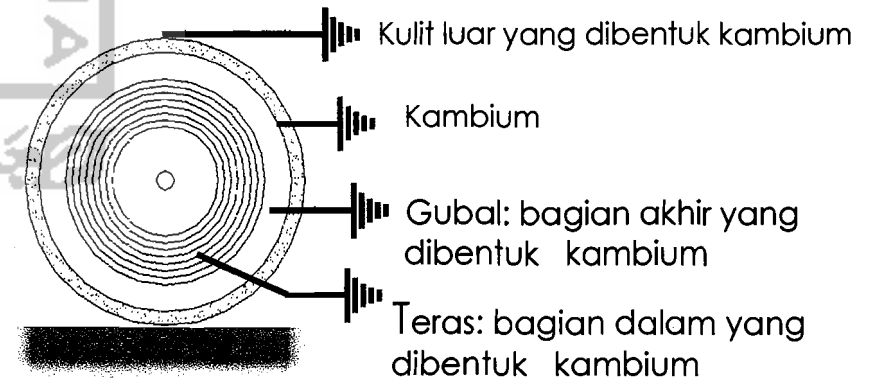 Kulit luar yang dibentuk kambium
Kambium
Gubal: bagian akhir yang
dibentuk kambium
Teras: bagian dalam yang
dibentuk kambium